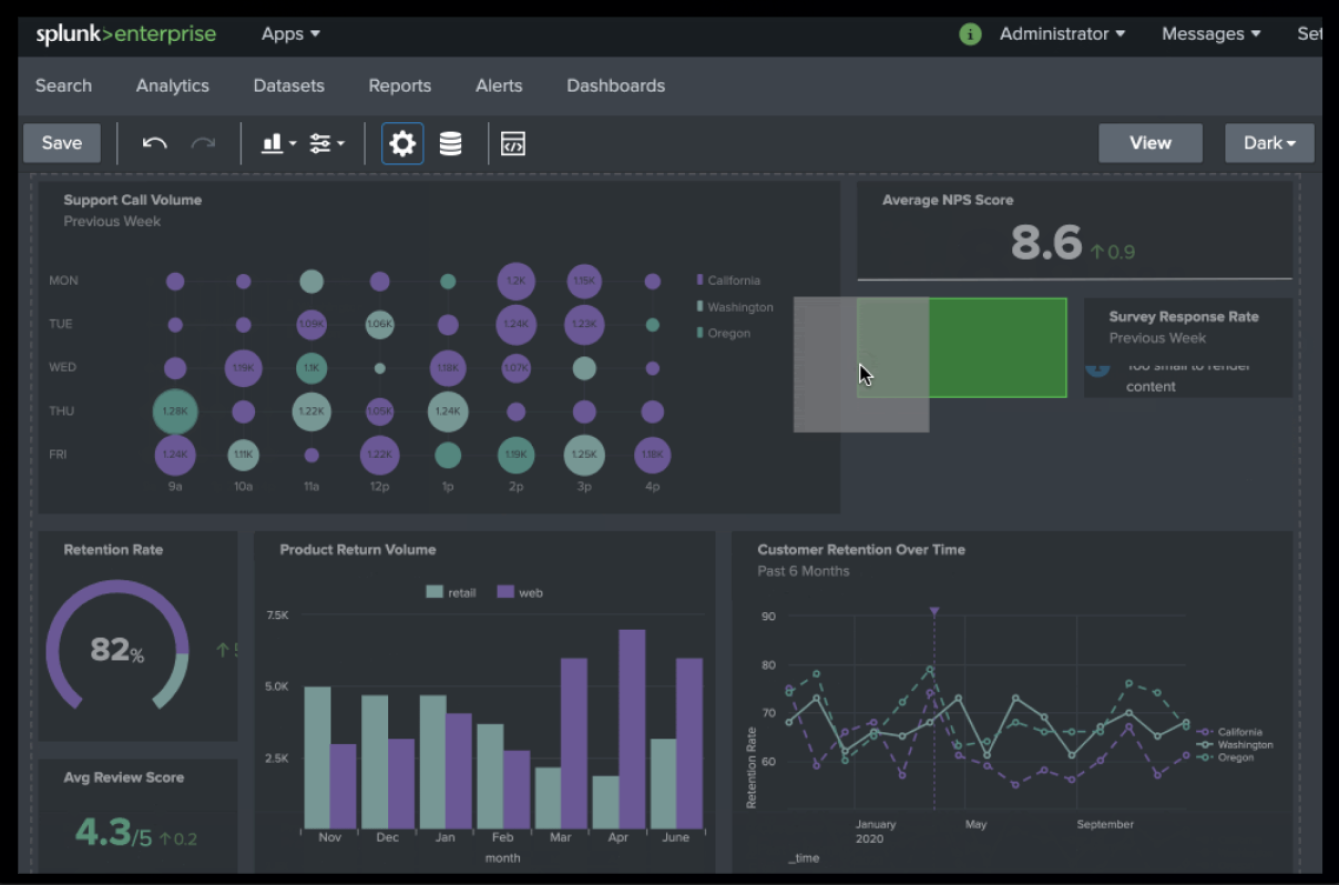 splunk>enterprise Apps Administrator Messages Set
Search Analytics Datasets Reports Alerts Dashboards
Save View Dark
Support Call Volume
Previous Week
MON 1.2K 1.15K
TUE 1.09K 1.06K 1.24K 1.23K
WED 1.19K 1.1K 1.18K 1.07K
THU 1.28K 1.22K 1.05K 1.24K
FRI 1.24K 1.11K 1.22K 1.19K 1.25K 1.18K
9a 10a 11a 12p 1p 2p 3p 4p
California
Washington
Oregon
Average NPS Score
8.6 0.9
Survey Response Rate
Previous Week
Too small to render
content
Retention Rate
82%
Avg Review Score
4.3/5 0.2
Product Return Volume
retail web
7.5K
5.0K
2.5K
Nov Dec Jan Feb Mar Apr June
month
Customer Retention Over Time
Past 6 Months
90
80
70
60
Retention Rate
California
Washington
Oregon
January May September
2020
_time